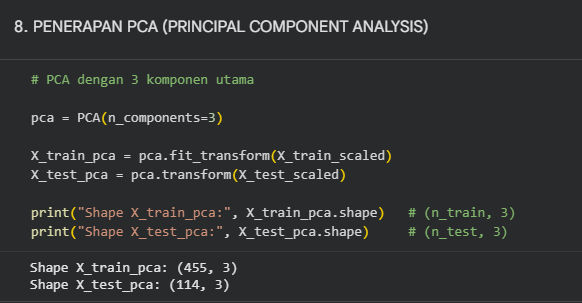 8. PENERAPAN PCA (PRINCIPAL COMPONENT ANALYSIS)
# PCA dengan 3 komponen utama
pca = PCA(n_components=3)
X_train_pca = pca.fit_transform(X_train_scaled)
X_test_pca = pca.transform(X_test_scaled)
print("Shape X_train_pca:", X_train_pca.shape)   # (n_train, 3)
print("Shape X_test_pca:", X_test_pca.shape)     # (n_test, 3)
Shape X_train_pca: (455, 3)
Shape X_test_pca: (114, 3)